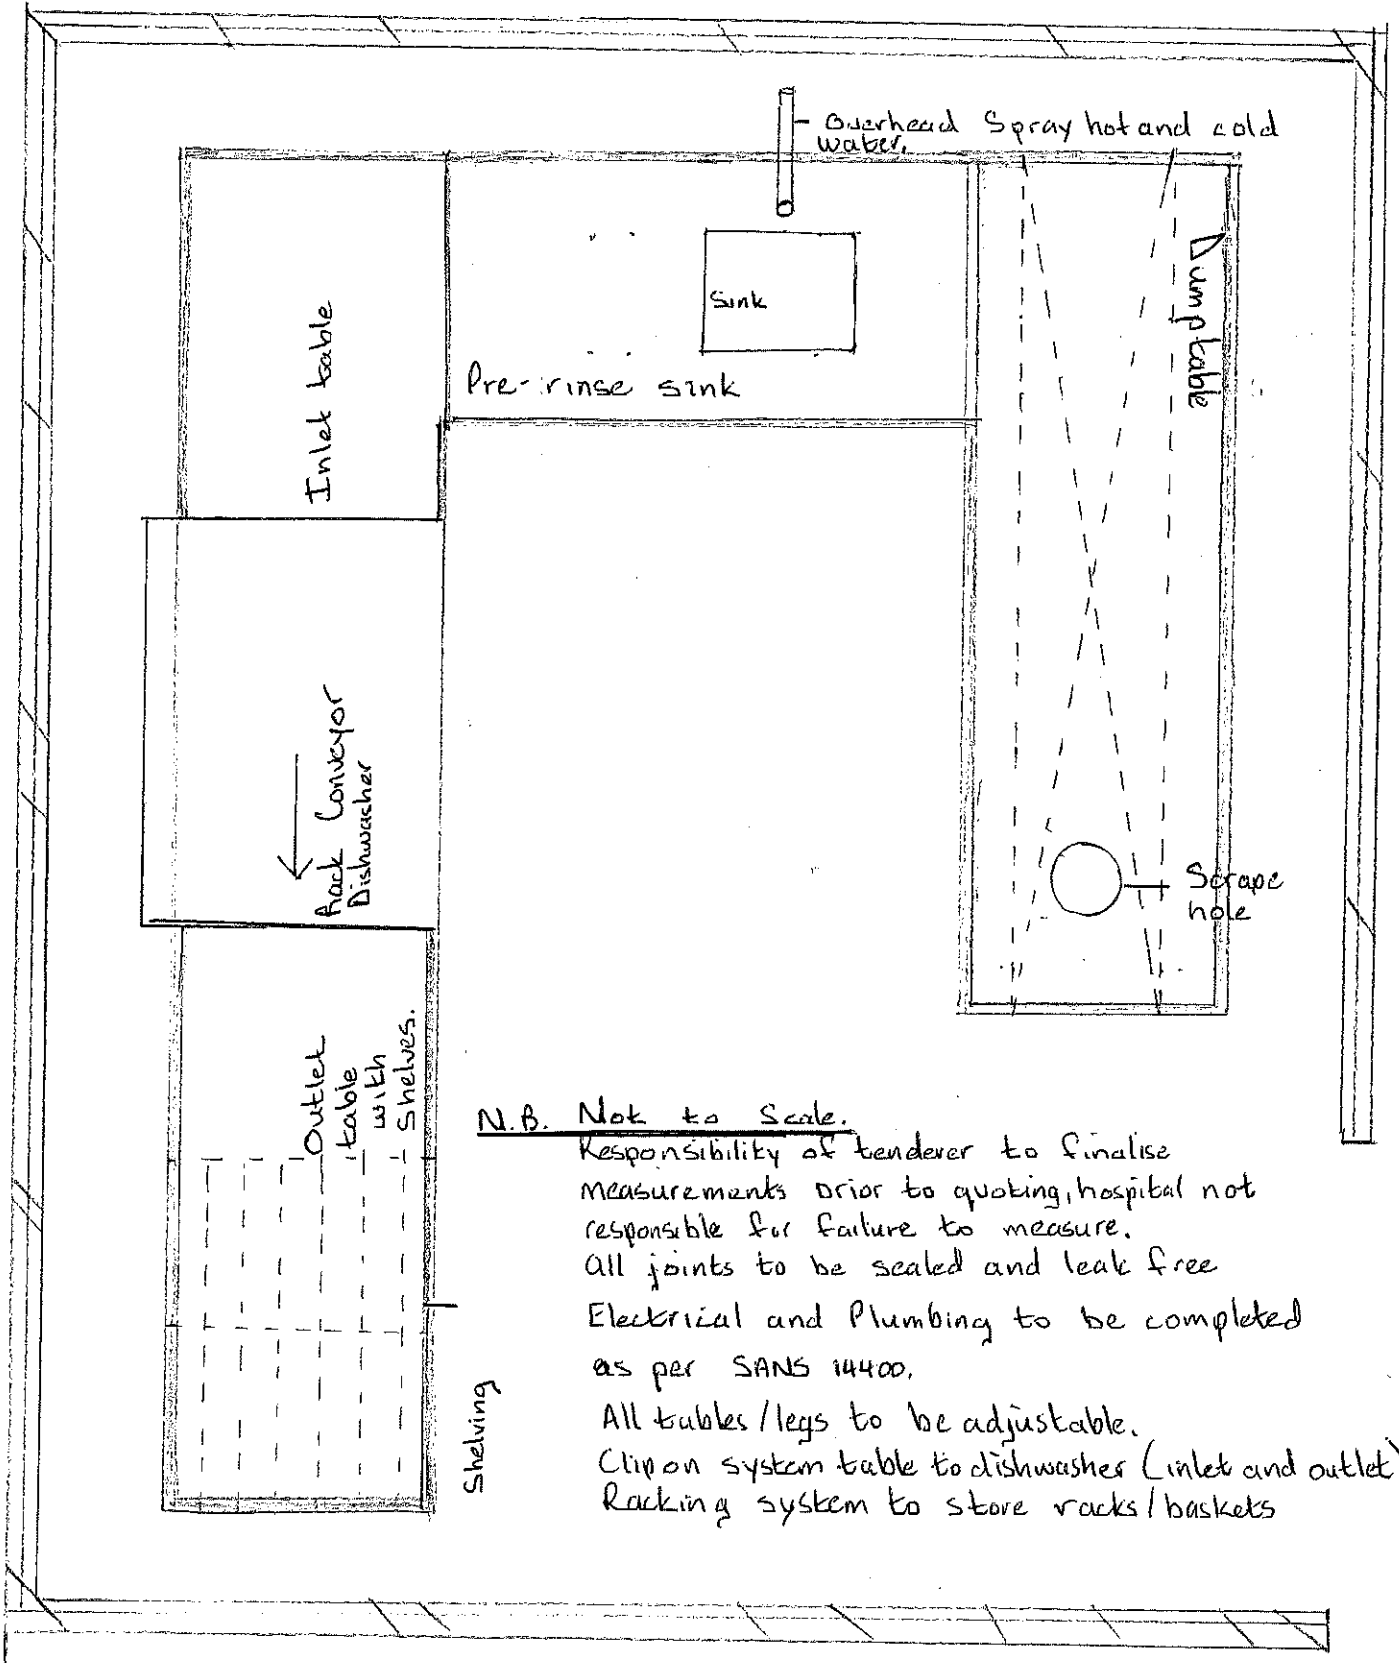 Overhead Spray hot and cold
water.
Sink
Pre-rinse sink
Inlet table
Dump table
Rack Conveyor
Dishwasher
Scrape
hole
Outlet
table
with
Shelves.
Shelving
N.B. Not to Scale.
Responsibility of tenderer to finalise
measurements prior to quoting, hospital not
responsible for failure to measure.
All joints to be sealed and leak free
Electrical and Plumbing to be completed
as per SANS 14400.
All tables/legs to be adjustable.
Clip on system table to dishwasher (inlet and outlet)
Racking system to store racks/baskets